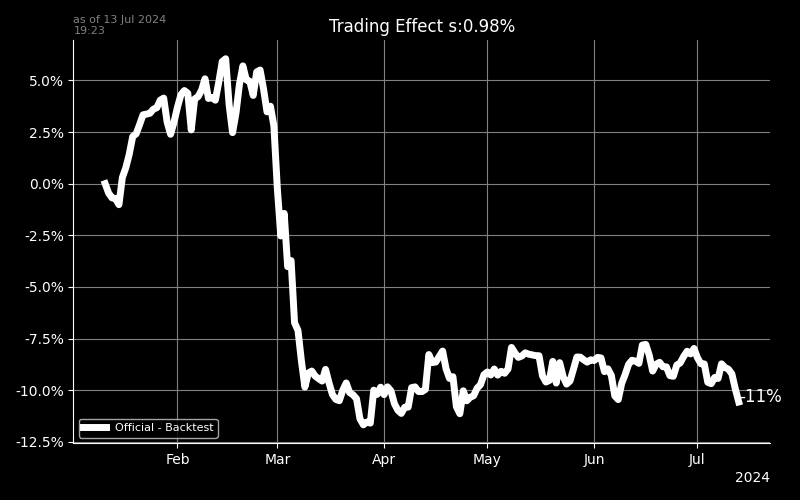 as of 13 Jul 2024
19:23
Trading Effect s:0.98%
5.0%
2.5%
0.0%
-2.5%
-5.0%
-7.5%
-10.0%
-12.5%
-11%
Official - Backtest
Feb
Mar
Apr
May
Jun
Jul
2024